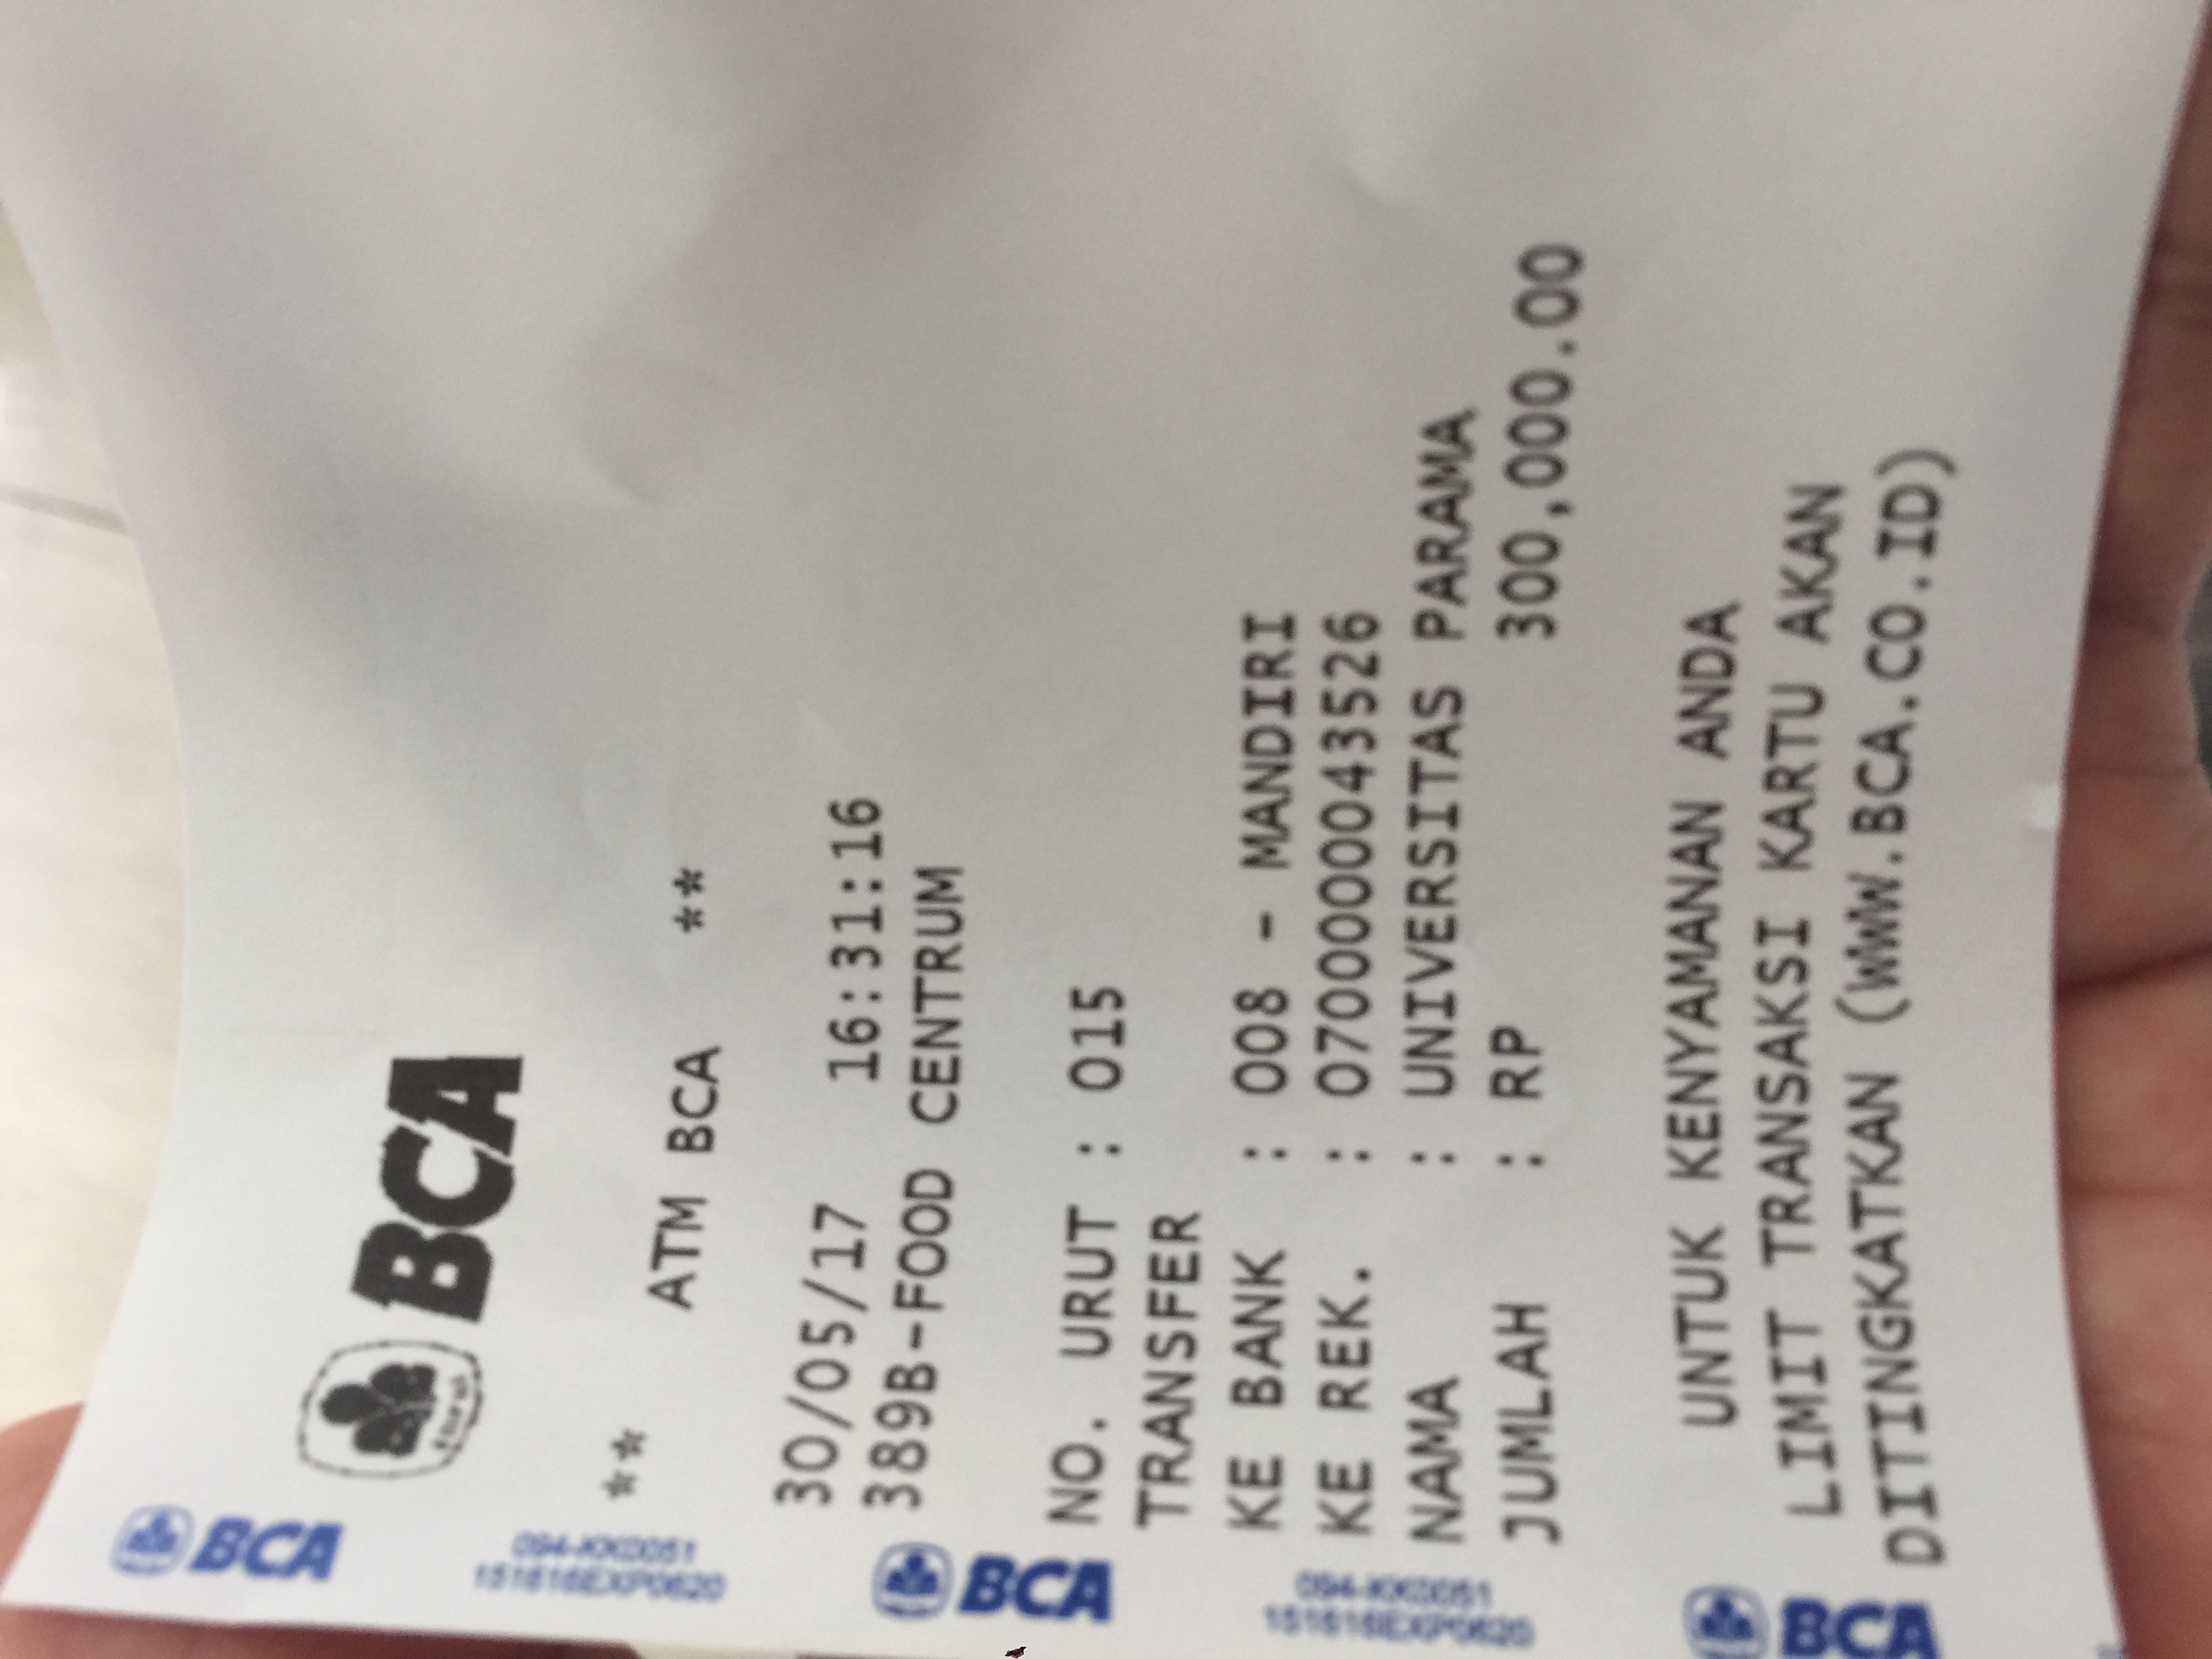 BCA
** ATM BCA **
30/05/17 16:31:16
389B-FOOD CENTRUM
NO. URUT : 015
TRANSFER
KE BANK : 008 - MANDIRI
KE REK. : 0700000043526
NAMA : UNIVERSITAS PARAMA
JUMLAH : RP 300,000.00
UNTUK KENYAMANAN ANDA
LIMIT TRANSAKSI KARTU AKAN
DITINGKATKAN (WWW.BCA.CO.ID)
BCA
BCA
BCA